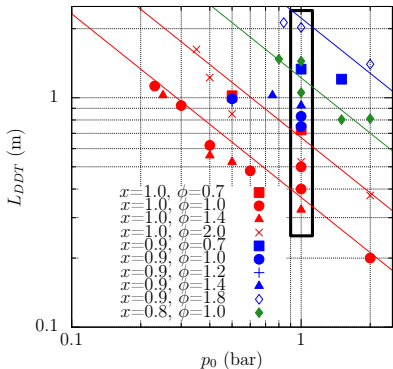 1
0.1
L_DDT (m)
x=1.0, ϕ=0.7
x=1.0, ϕ=1.0
x=1.0, ϕ=1.4
x=1.0, ϕ=2.0
x=0.9, ϕ=0.7
x=0.9, ϕ=1.0
x=0.9, ϕ=1.2
x=0.9, ϕ=1.4
x=0.9, ϕ=1.8
x=0.8, ϕ=1.0
0.1 1
p₀ (bar)